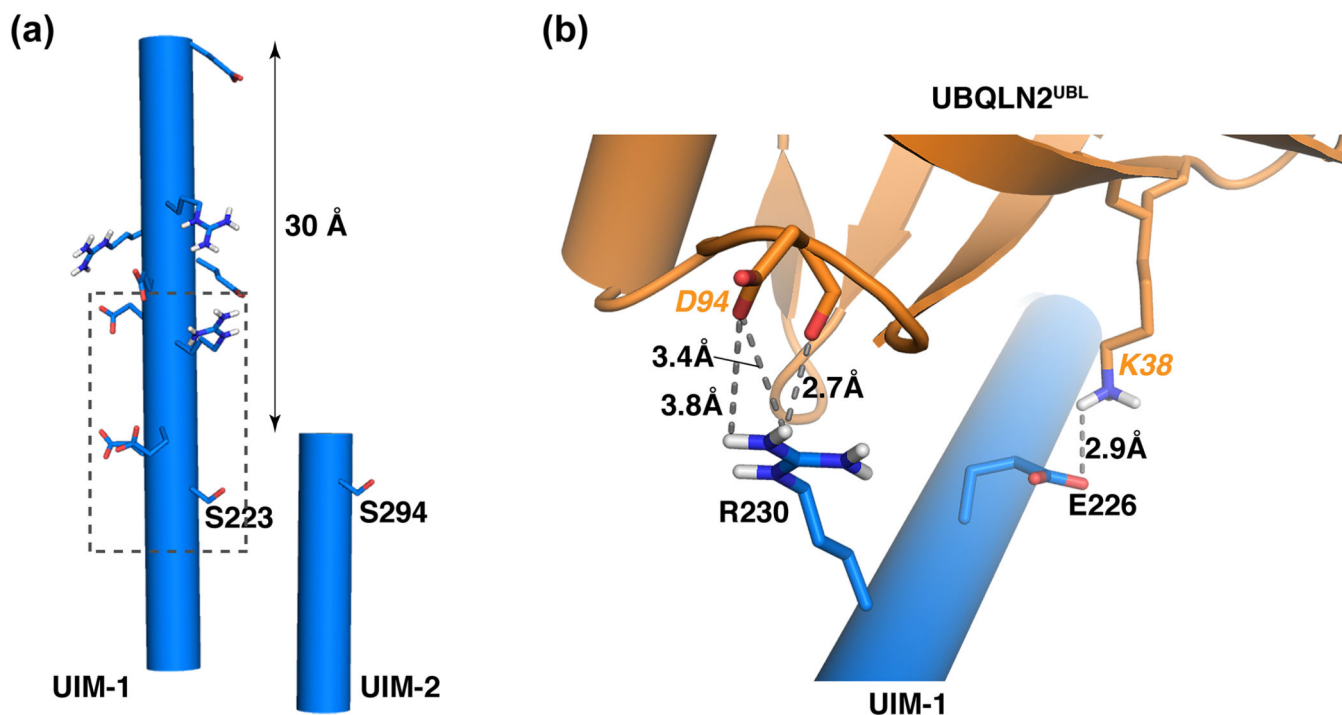 (a)
30 Å
S223
S294
UIM-1
UIM-2
(b)
UBQLN2ᵁᴮᴸ
D94
3.4Å
3.8Å
2.7Å
K38
2.9Å
R230
E226
UIM-1